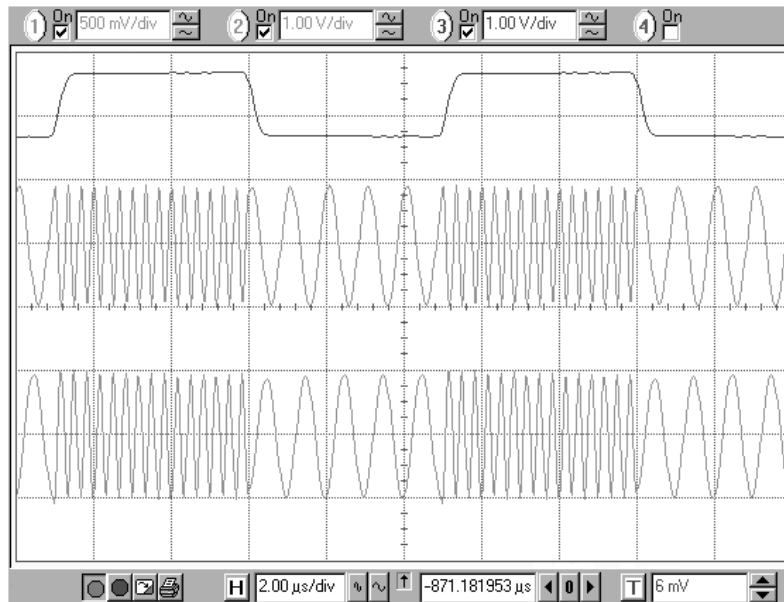 1 On 500 mV/div 2 On 1.00 V/div 3 On 1.00 V/div 4 On
H 2.00 µs/div -871.181953 µs 0 T 6 mV